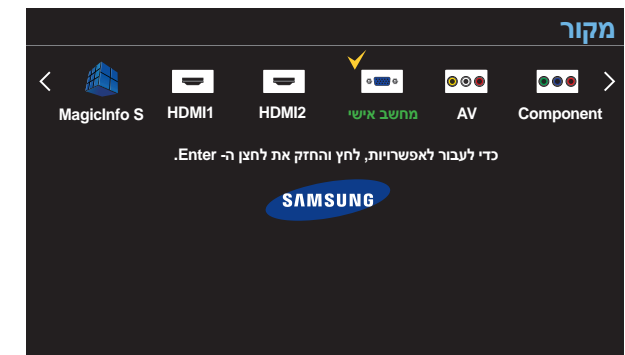 מקור
MagicInfo S HDMI1 HDMI2 מחשב אישי AV Component
כדי לעבור לאפשרויות, לחץ והחזק את לחצן ה- Enter.
SAMSUNG